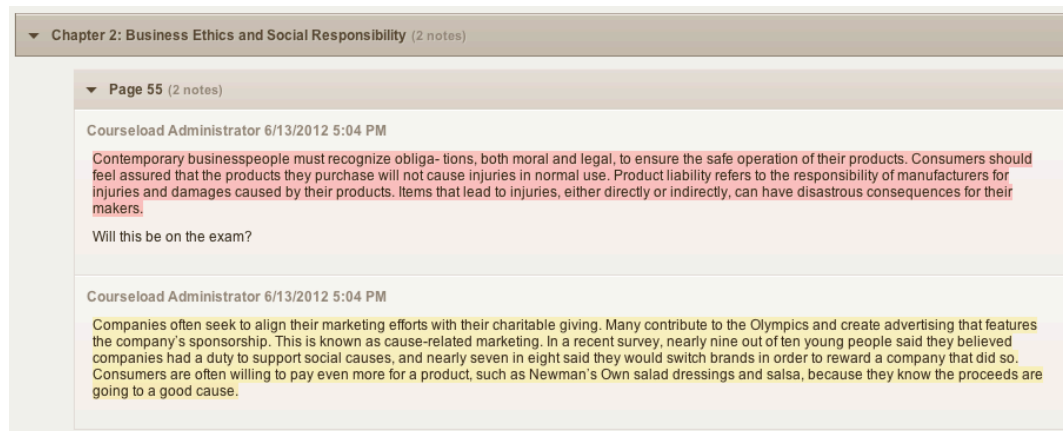 Chapter 2: Business Ethics and Social Responsibility (2 notes)
Page 55 (2 notes)
Courseload Administrator 6/13/2012 5:04 PM
Contemporary businesspeople must recognize obliga- tions, both moral and legal, to ensure the safe operation of their products. Consumers should
feel assured that the products they purchase will not cause injuries in normal use. Product liability refers to the responsibility of manufacturers for
injuries and damages caused by their products. Items that lead to injuries, either directly or indirectly, can have disastrous consequences for their
makers.
Will this be on the exam?
Courseload Administrator 6/13/2012 5:04 PM
Companies often seek to align their marketing efforts with their charitable giving. Many contribute to the Olympics and create advertising that features
the company's sponsorship. This is known as cause-related marketing. In a recent survey, nearly nine out of ten young people said they believed
companies had a duty to support social causes, and nearly seven in eight said they would switch brands in order to reward a company that did so.
Consumers are often willing to pay even more for a product, such as Newman's Own salad dressings and salsa, because they know the proceeds are
going to a good cause.